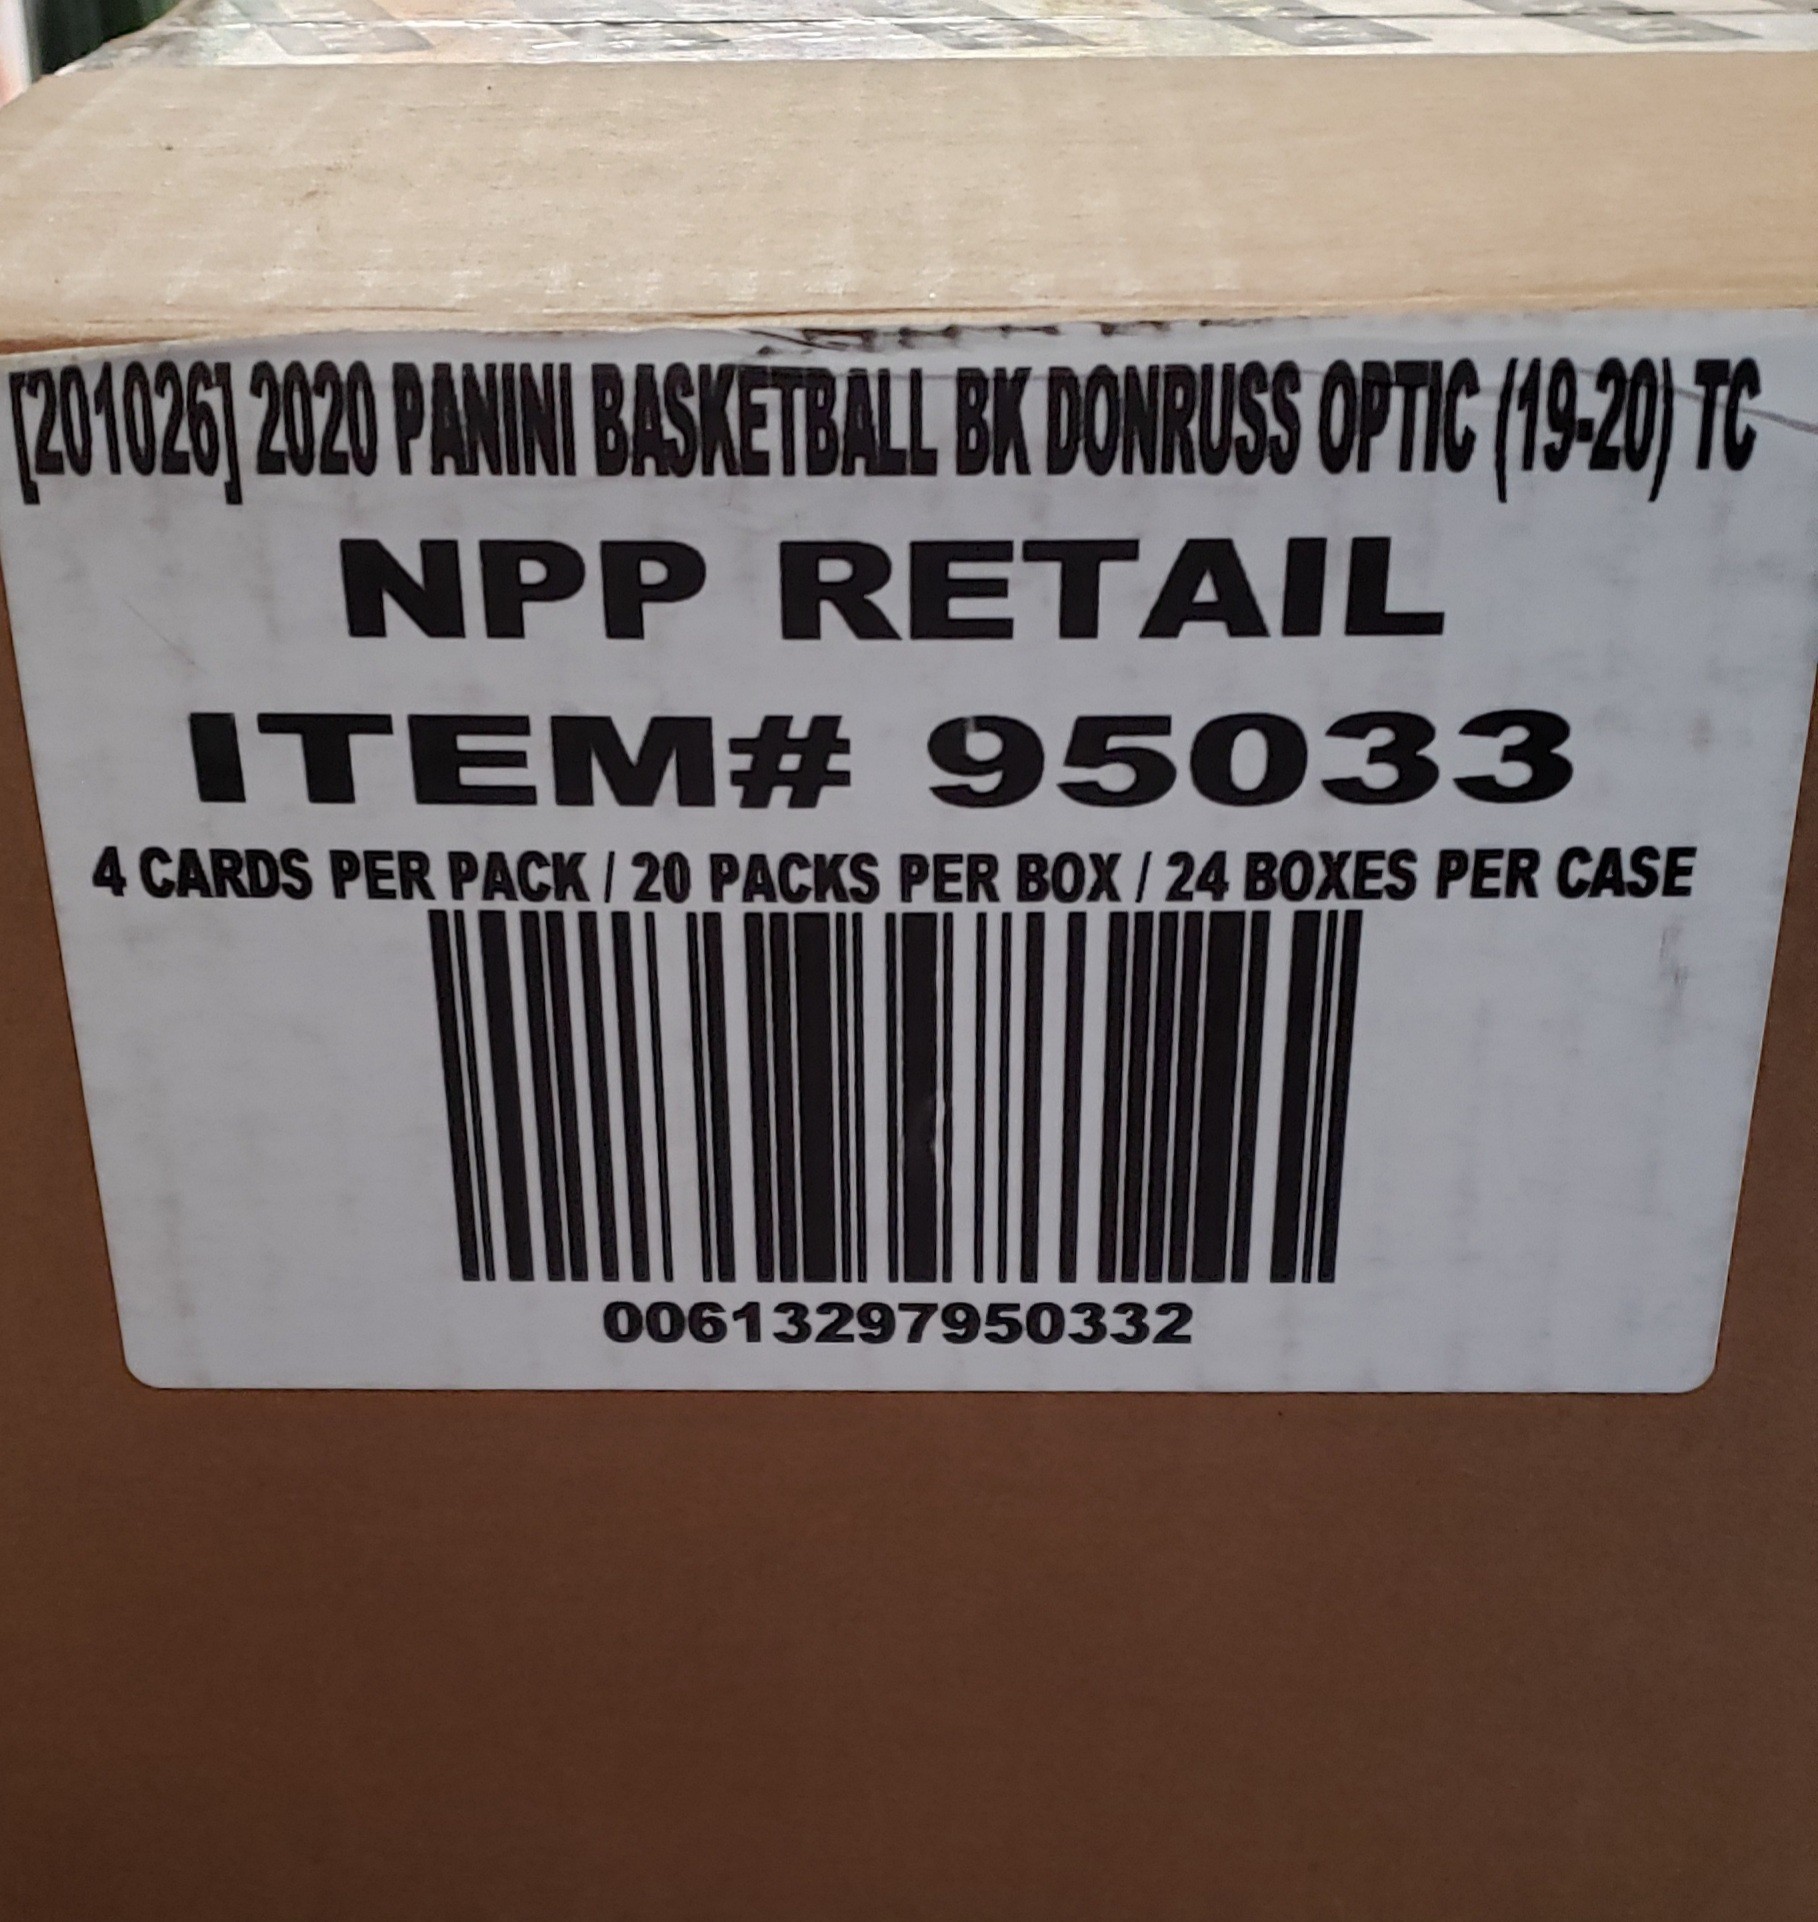 [201026] 2020 PANINI BASKETBALL BK DONRUSS OPTIC (19-20) TC
NPP RETAIL
ITEM# 95033
4 CARDS PER PACK / 20 PACKS PER BOX / 24 BOXES PER CASE
00613297950332